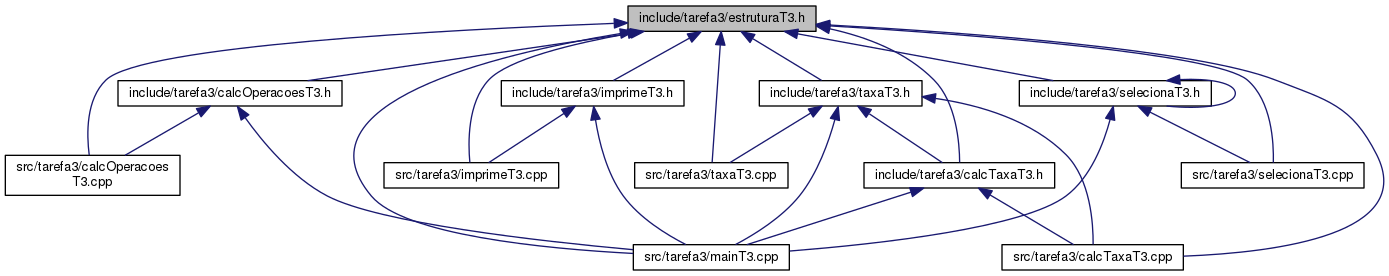 include/tarefa3/estruturaT3.h
include/tarefa3/calcOperacoesT3.h
include/tarefa3/imprimeT3.h
include/tarefa3/taxaT3.h
include/tarefa3/selecionaT3.h
src/tarefa3/calcOperacoes
T3.cpp
src/tarefa3/imprimeT3.cpp
src/tarefa3/taxaT3.cpp
include/tarefa3/calcTaxaT3.h
src/tarefa3/selecionaT3.cpp
src/tarefa3/mainT3.cpp
src/tarefa3/calcTaxaT3.cpp